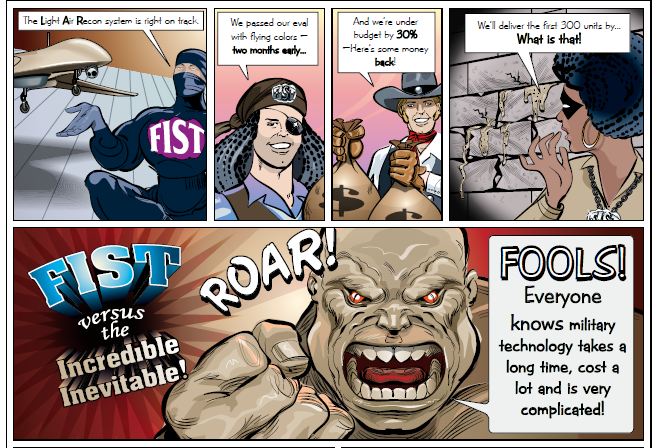 The Light Air Recon system is right on track.
FIST
We passed our eval
with flying colors —
two months early...
FIST
And we're under
budget by 30%
—Here's some money
back!
$
$
We'll deliver the first 300 units by...
What is that!
FIST
FIST
versus
the
Incredible
Inevitable!
ROAR!
FOOLS!
Everyone
knows military
technology takes a
long time, cost a
lot and is very
complicated!